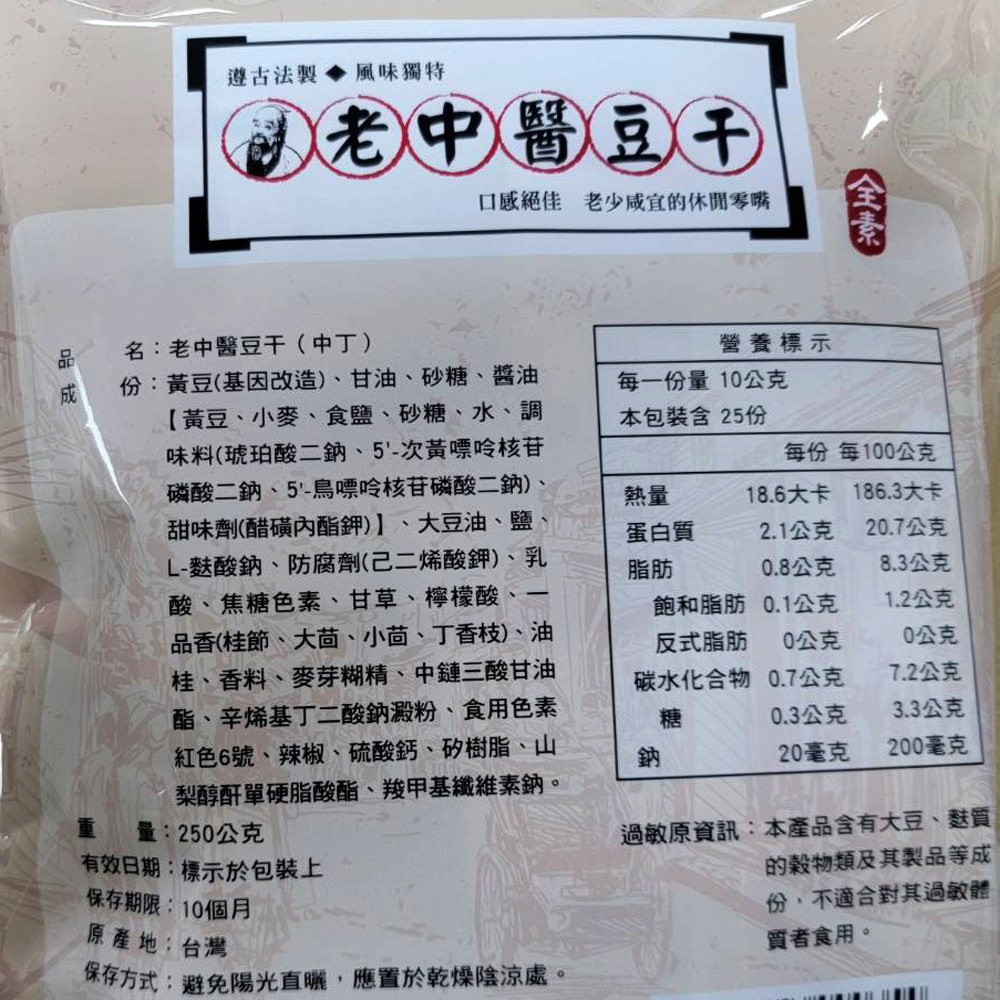 遵古法製◆風味獨特
老中醫豆干
口感絕佳 老少咸宜的休閒零嘴
全素
品名：老中醫豆干（中丁）
成份：黃豆(基因改造)、甘油、砂糖、醬油
【黃豆、小麥、食鹽、砂糖、水、調
味料(琥珀酸二鈉、5'-次黃嘌呤核苷
磷酸二鈉、5'-鳥嘌呤核苷磷酸二鈉)、
甜味劑(醋磺內酯鉀)】、大豆油、鹽、
L-麩酸鈉、防腐劑(己二烯酸鉀)、乳
酸、焦糖色素、甘草、檸檬酸、一
品香(桂節、大茴、小茴、丁香枝)、油
桂、香料、麥芽糊精、中鏈三酸甘油
酯、辛烯基丁二酸鈉澱粉、食用色素
紅色6號、辣椒、硫酸鈣、矽樹脂、山
梨醇酐單硬脂酸酯、羧甲基纖維素鈉。
重量：250公克
有效日期：標示於包裝上
保存期限：10個月
原產地：台灣
保存方式：避免陽光直曬，應置於乾燥陰涼處。
營養標示
每一份量 10公克
本包裝含 25份
每份 每100公克
熱量 18.6大卡 186.3大卡
蛋白質 2.1公克 20.7公克
脂肪 0.8公克 8.3公克
飽和脂肪 0.1公克 1.2公克
反式脂肪 0公克 0公克
碳水化合物 0.7公克 7.2公克
糖 0.3公克 3.3公克
鈉 20毫克 200毫克
過敏原資訊：本產品含有大豆、麩質
的穀物類及其製品等成
份，不適合對其過敏體
質者食用。